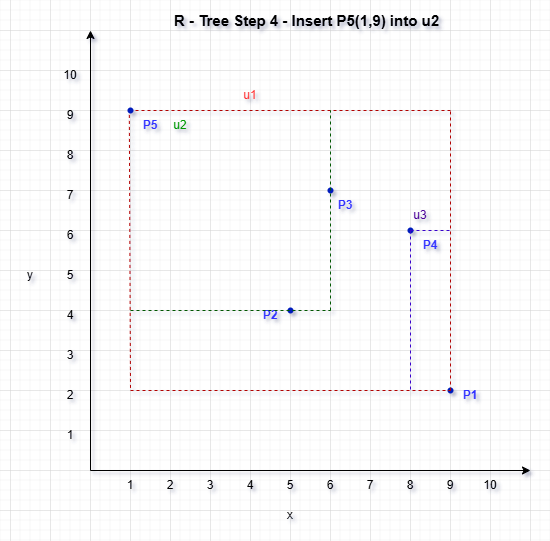 R - Tree Step 4 - Insert P5(1,9) into u2
10
u1
9
P5 u2
8
7
P3
u3
6
P4
y
5
4
P2
3
2
P1
1
1 2 3 4 5 6 7 8 9 10
x